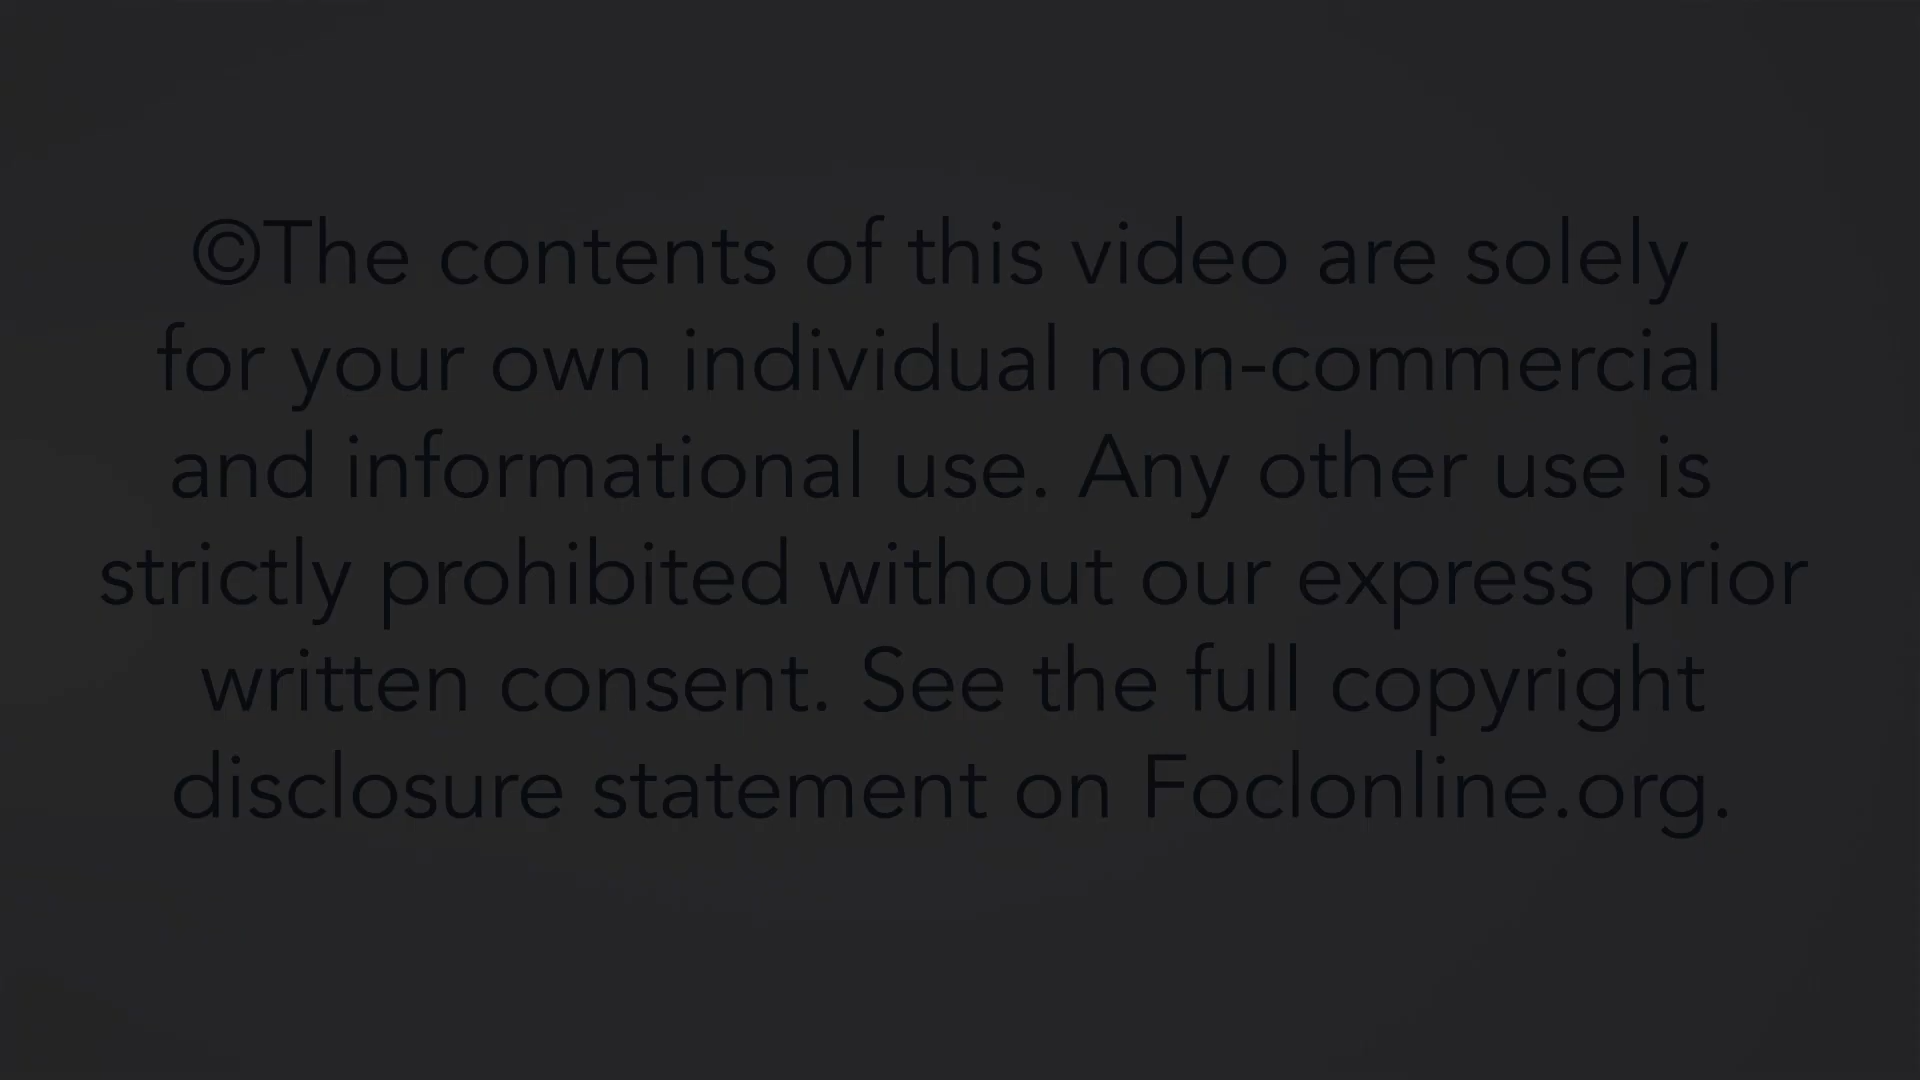 ©The contents of this video are solely
for your own individual non-commercial
and informational use. Any other use is
strictly prohibited without our express prior
written consent. See the full copyright
disclosure statement on Foclonline.org.